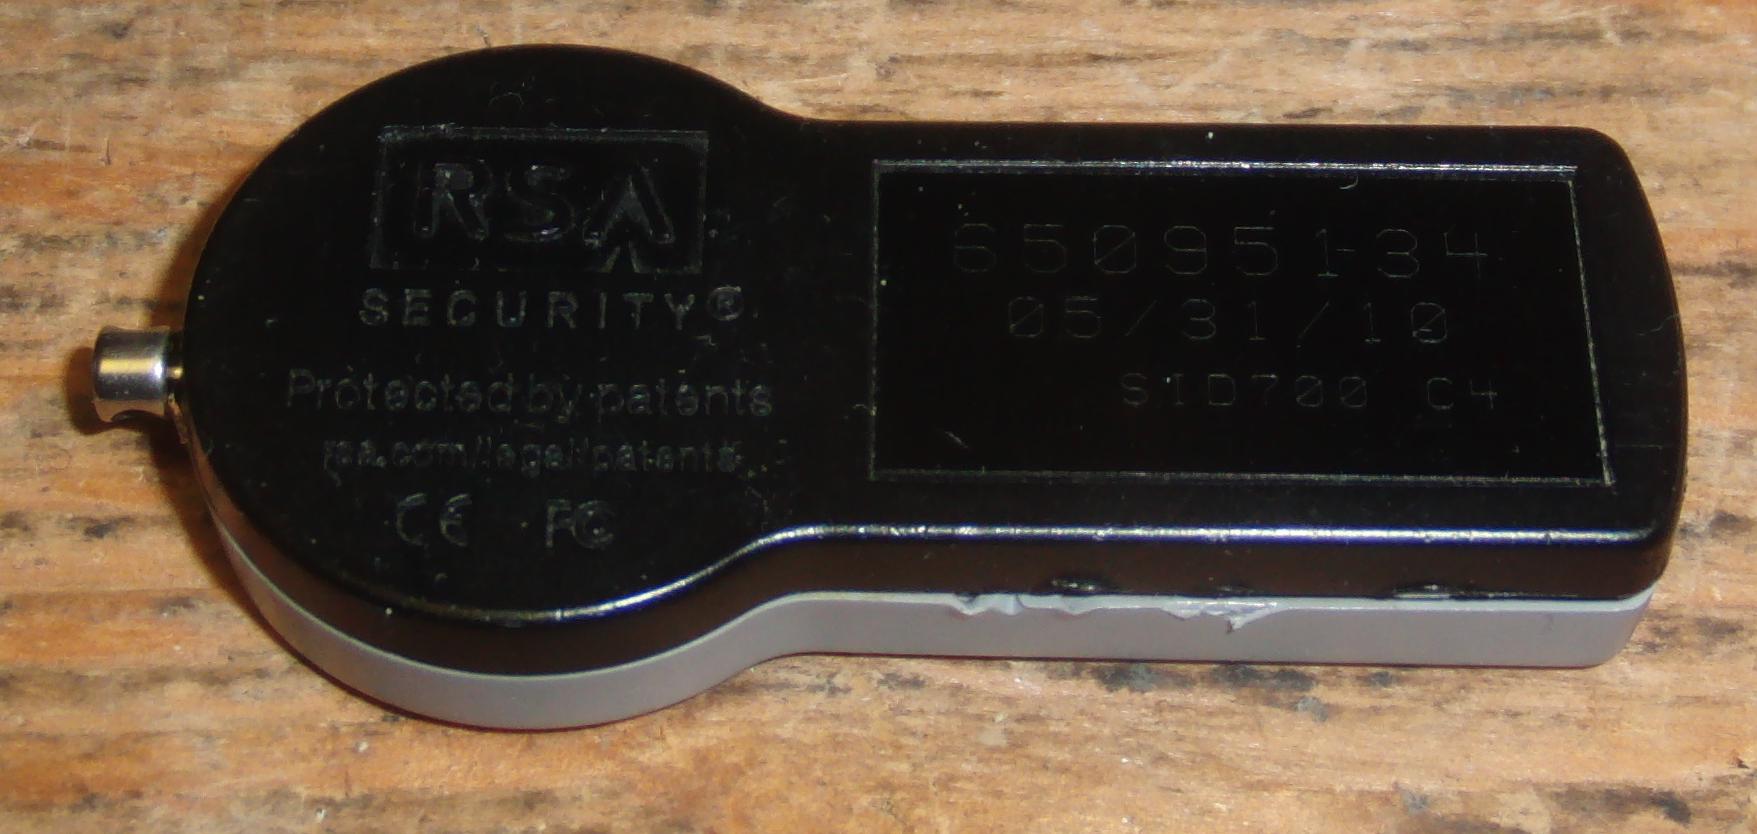 RSA
SECURITY®
Protected by patents
rsa.com/legal/patents
CE FC
65095134
05/31/10
SID700 C4